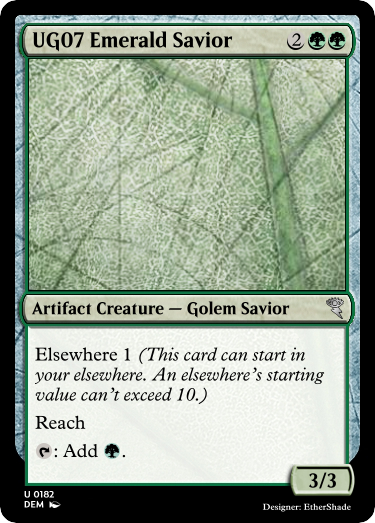 UG07 Emerald Savior 2
Artifact Creature — Golem Savior
Elsewhere 1 (This card can start in
your elsewhere. An elsewhere's starting
value can't exceed 10.)
Reach
: Add .
3/3
U 0182
DEM
Designer: EtherShade